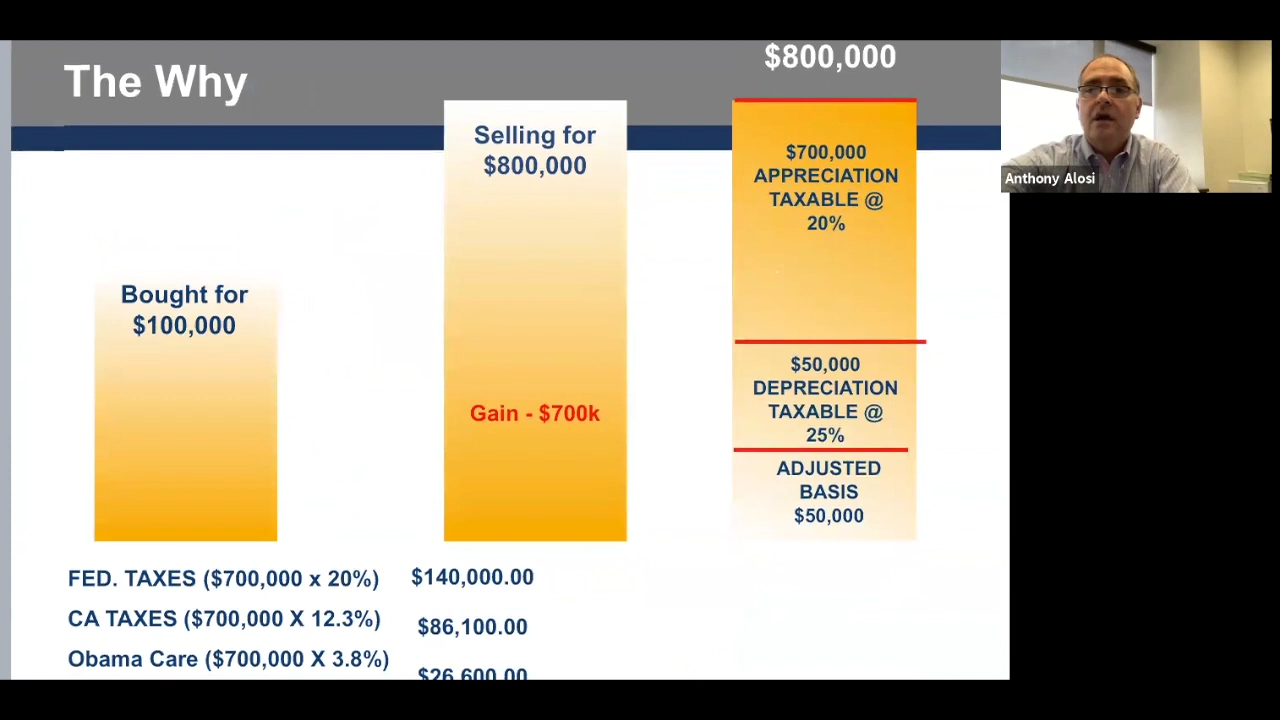 The Why
$800,000
Bought for
$100,000
Selling for
$800,000
Gain - $700k
$700,000
APPRECIATION
TAXABLE @
20%
$50,000
DEPRECIATION
TAXABLE @
25%
ADJUSTED
BASIS
$50,000
FED. TAXES ($700,000 x 20%) $140,000.00
CA TAXES ($700,000 X 12.3%) $86,100.00
Obama Care ($700,000 X 3.8%) $26,600.00
Anthony Alosi